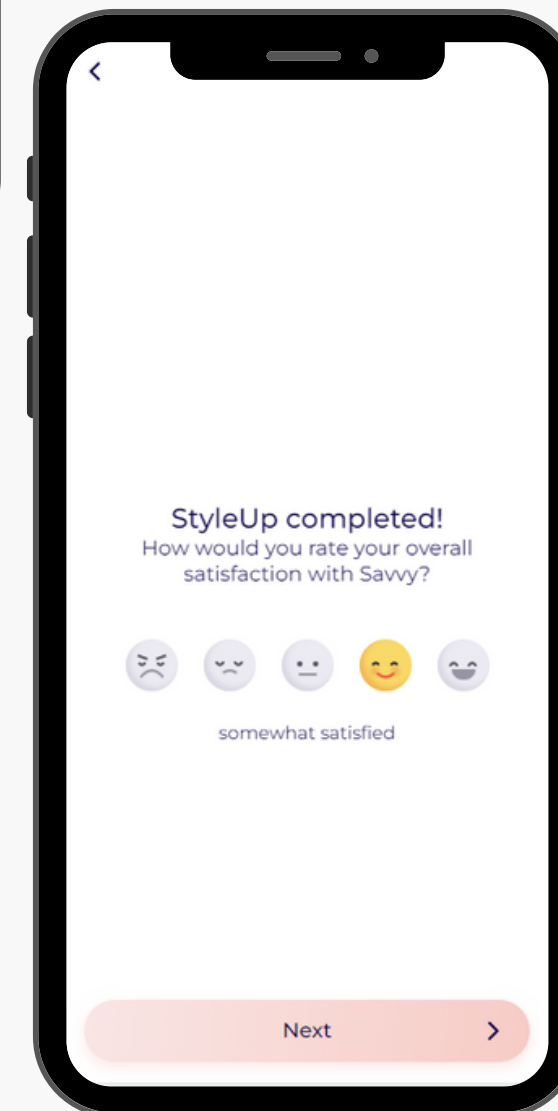 StyleUp completed!
How would you rate your overall
satisfaction with Savvy?
somewhat satisfied
Next